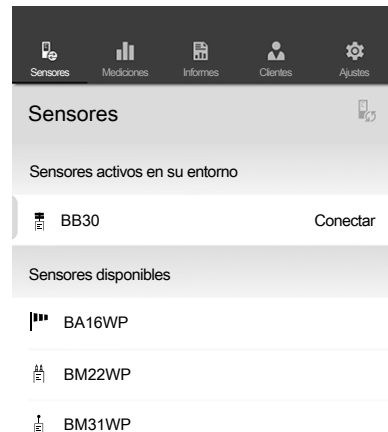 Sensores Mediciones Informes Clientes Ajustes
Sensores
Sensores activos en su entorno
BB30 Conectar
Sensores disponibles
BA16WP
BM22WP
BM31WP